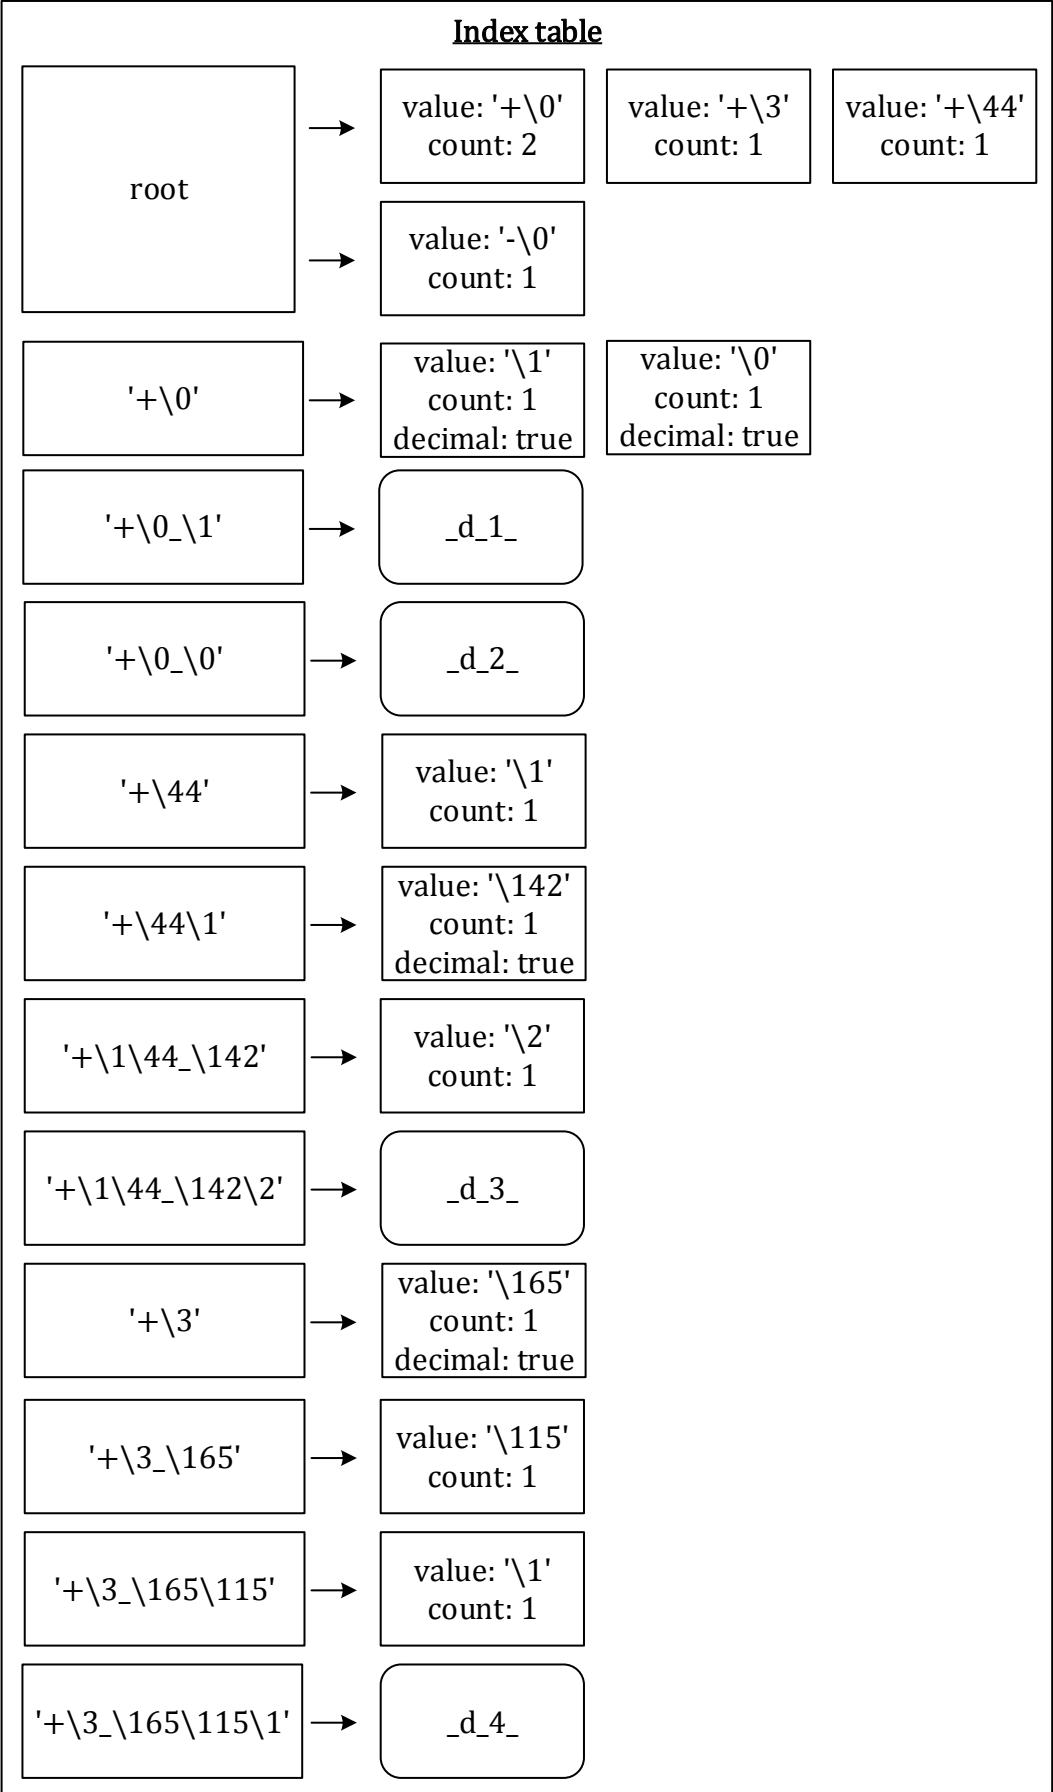 Index table
root
value: '+\0'
count: 2
value: '+\3'
count: 1
value: '+\44'
count: 1
value: '-\0'
count: 1
'+\0'
value: '\1'
count: 1
decimal: true
value: '\0'
count: 1
decimal: true
'+\0_\1'
_d_1_
'+\0_\0'
_d_2_
'+\44'
value: '\1'
count: 1
'+\44\1'
value: '\142'
count: 1
decimal: true
'+\1\44_\142'
value: '\2'
count: 1
'+\1\44_\142\2'
_d_3_
'+\3'
value: '\165'
count: 1
decimal: true
'+\3_\165'
value: '\115'
count: 1
'+\3_\165\115'
value: '\1'
count: 1
'+\3_\165\115\1'
_d_4_